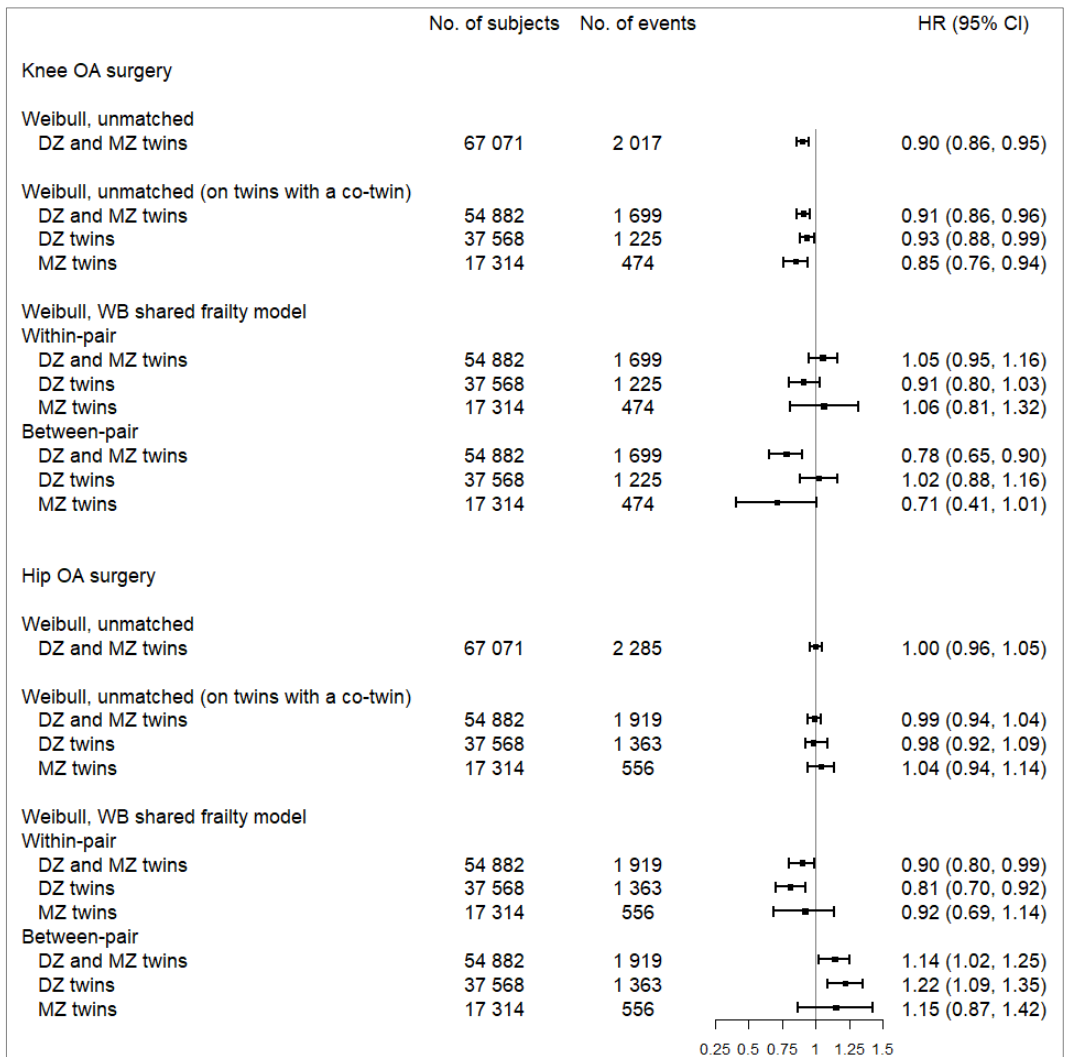 No. of subjects No. of events HR (95% CI)
Knee OA surgery
Weibull, unmatched
DZ and MZ twins 67 071 2 017 0.90 (0.86, 0.95)
Weibull, unmatched (on twins with a co-twin)
DZ and MZ twins 54 882 1 699 0.91 (0.86, 0.96)
DZ twins 37 568 1 225 0.93 (0.88, 0.99)
MZ twins 17 314 474 0.85 (0.76, 0.94)
Weibull, WB shared frailty model
Within-pair
DZ and MZ twins 54 882 1 699 1.05 (0.95, 1.16)
DZ twins 37 568 1 225 0.91 (0.80, 1.03)
MZ twins 17 314 474 1.06 (0.81, 1.32)
Between-pair
DZ and MZ twins 54 882 1 699 0.78 (0.65, 0.90)
DZ twins 37 568 1 225 1.02 (0.88, 1.16)
MZ twins 17 314 474 0.71 (0.41, 1.01)
Hip OA surgery
Weibull, unmatched
DZ and MZ twins 67 071 2 285 1.00 (0.96, 1.05)
Weibull, unmatched (on twins with a co-twin)
DZ and MZ twins 54 882 1 919 0.99 (0.94, 1.04)
DZ twins 37 568 1 363 0.98 (0.92, 1.09)
MZ twins 17 314 556 1.04 (0.94, 1.14)
Weibull, WB shared frailty model
Within-pair
DZ and MZ twins 54 882 1 919 0.90 (0.80, 0.99)
DZ twins 37 568 1 363 0.81 (0.70, 0.92)
MZ twins 17 314 556 0.92 (0.69, 1.14)
Between-pair
DZ and MZ twins 54 882 1 919 1.14 (1.02, 1.25)
DZ twins 37 568 1 363 1.22 (1.09, 1.35)
MZ twins 17 314 556 1.15 (0.87, 1.42)
0.25 0.5 0.75 1 1.25 1.5